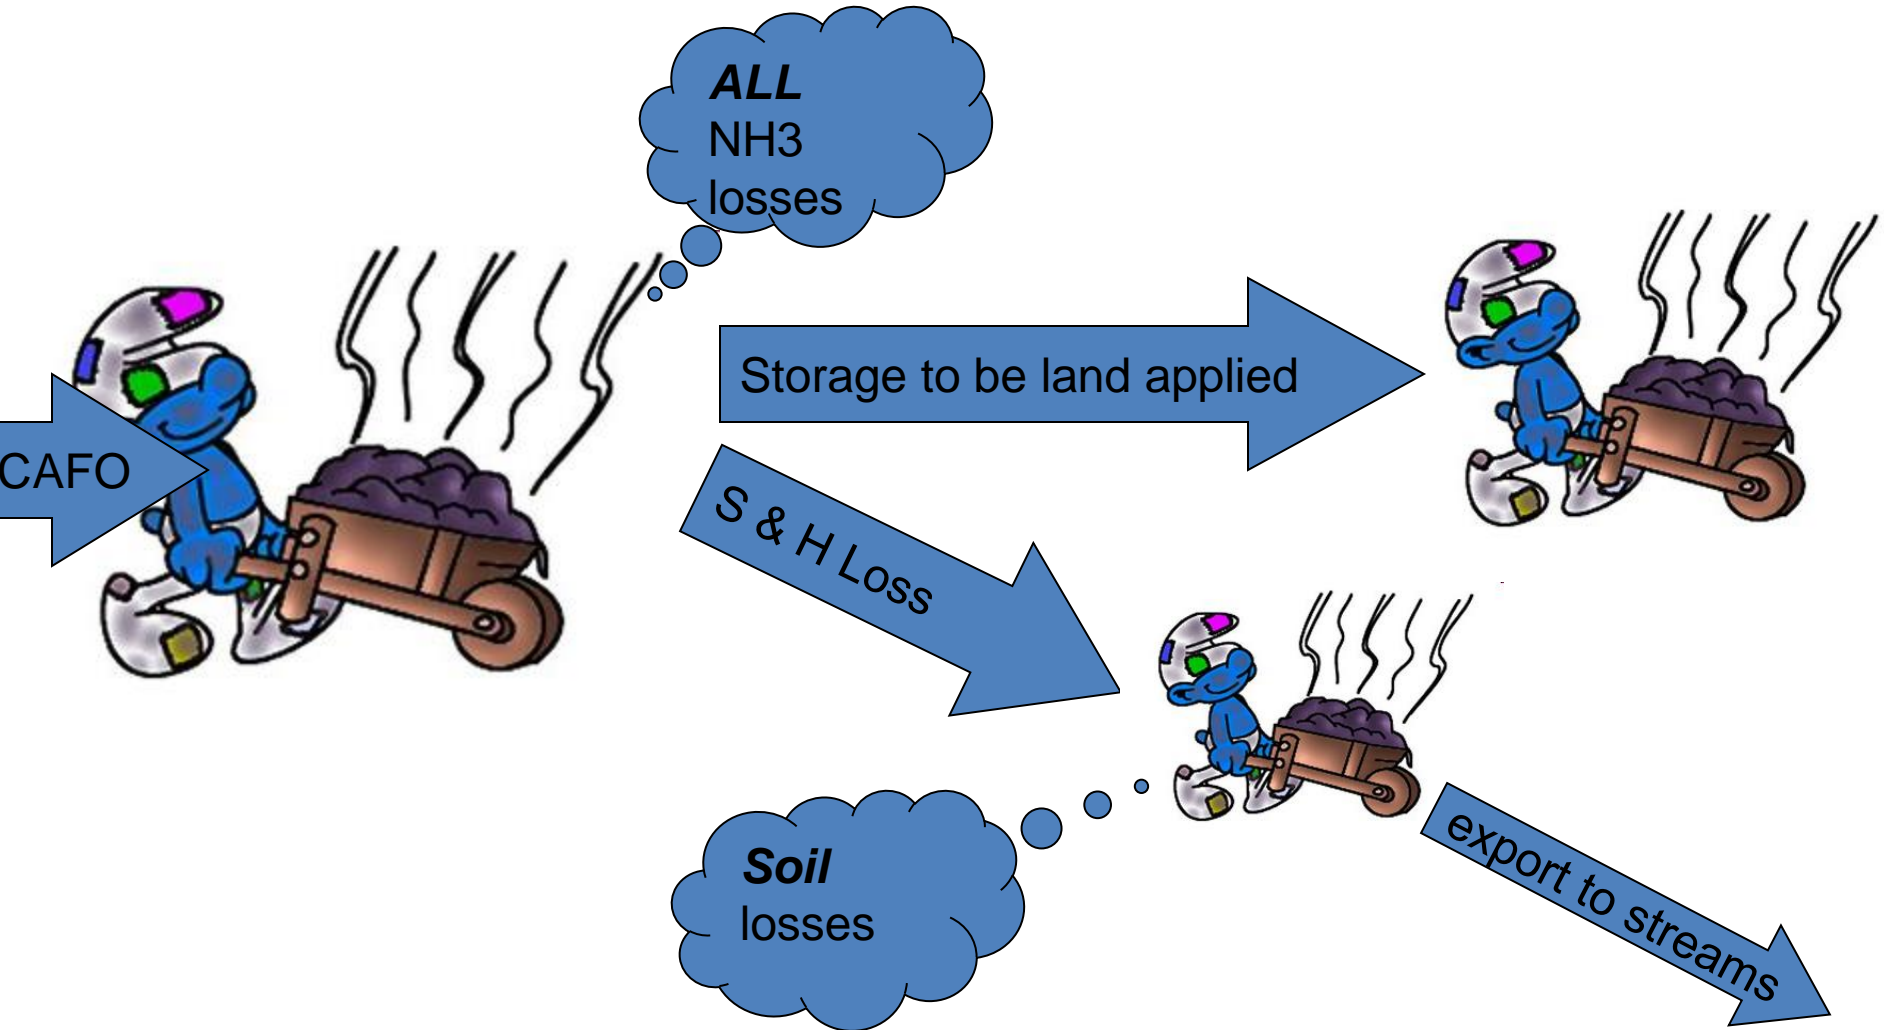 ALL
NH3
losses
Storage to be land applied
CAFO
S & H Loss
export to streams
Soil
losses